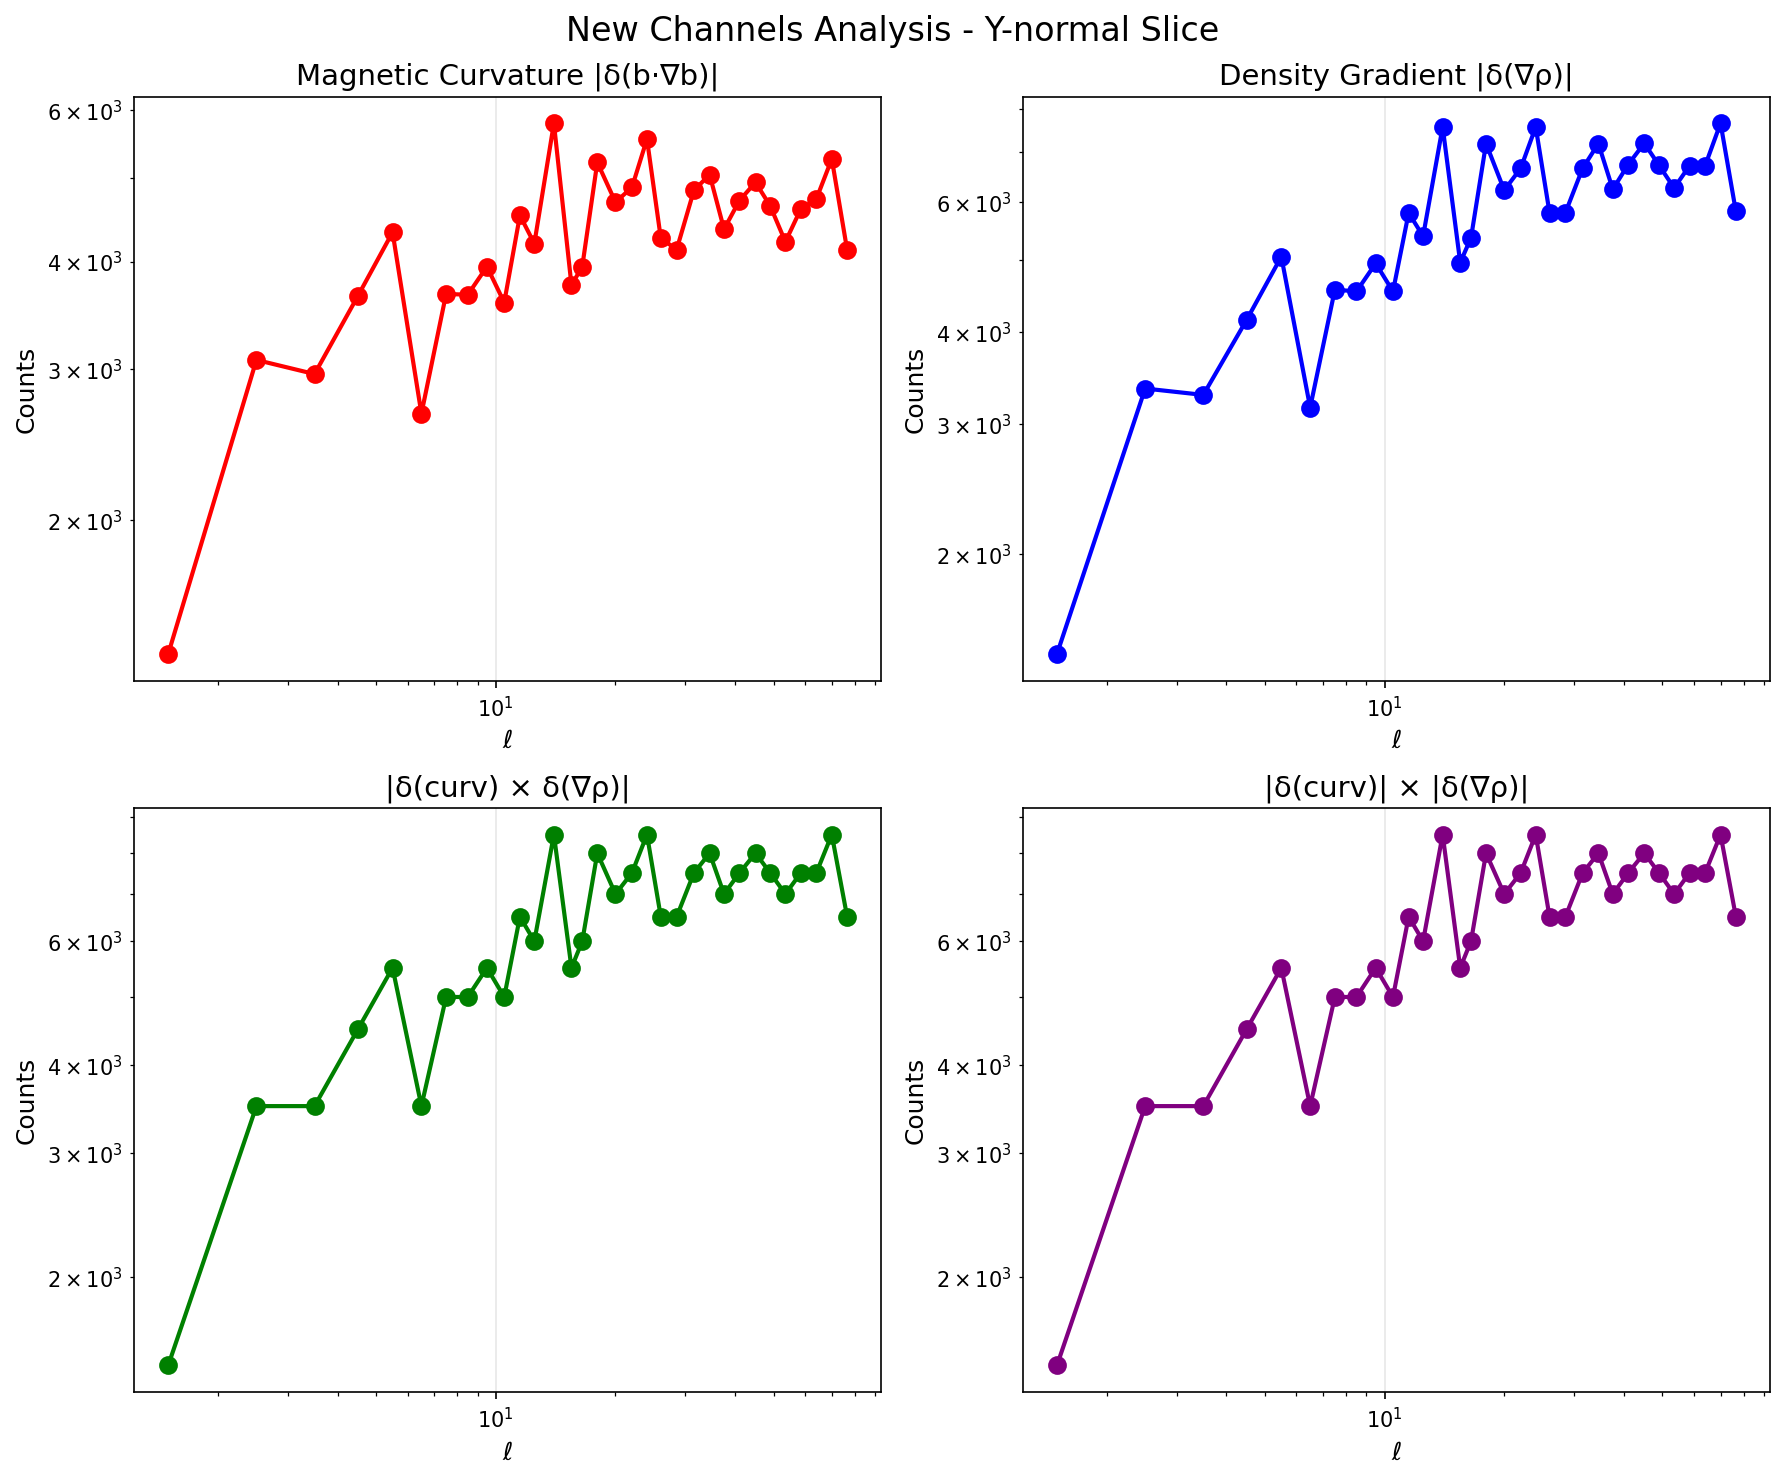 New Channels Analysis - Y-normal Slice
Magnetic Curvature |δ(b·∇b)|
Counts
6 × 10³
4 × 10³
3 × 10³
2 × 10³
10¹
ℓ
Density Gradient |δ(∇ρ)|
Counts
6 × 10³
4 × 10³
3 × 10³
2 × 10³
10¹
ℓ
|δ(curv) × δ(∇ρ)|
Counts
6 × 10³
4 × 10³
3 × 10³
2 × 10³
10¹
ℓ
|δ(curv)| × |δ(∇ρ)|
Counts
6 × 10³
4 × 10³
3 × 10³
2 × 10³
10¹
ℓ